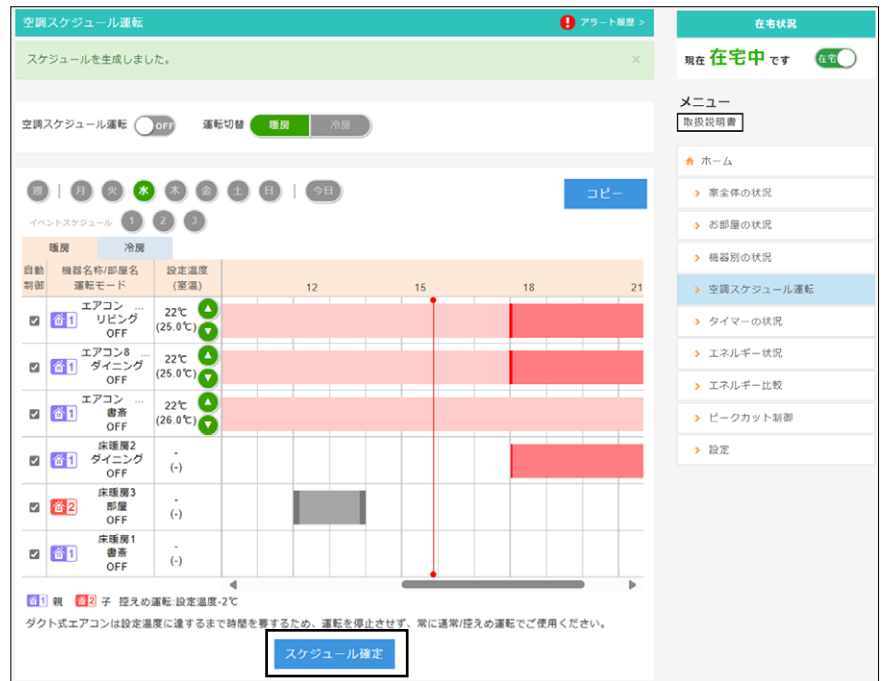 空調スケジュール運転
アラート履歴 >
スケジュールを生成しました。
×
空調スケジュール運転 OFF 運転切替 暖房 冷房
週 | 月 火 水 木 金 土 日 | 今日
コピー
イベントスケジュール 1 2 3
暖房 冷房
自動制御
機器名称/部屋名
運転モード
設定温度
(室温)
12 15 18 21
1
エアコン ...
リビング
OFF
22℃
(25.0℃)
1
エアコン8 ...
ダイニング
OFF
22℃
(25.0℃)
1
エアコン ...
書斎
OFF
22℃
(26.0℃)
1
床暖房2
ダイニング
OFF
-
(-)
2
床暖房3
部屋
OFF
-
(-)
1
床暖房1
書斎
OFF
-
(-)
1 親 2 子 控えめ運転:設定温度-2℃
ダクト式エアコンは設定温度に達するまで時間を要するため、運転を停止させず、常に通常/控えめ運転でご使用ください。
スケジュール確定
在宅状況
現在 在宅中 です 在宅
メニュー
取扱説明書
ホーム
家全体の状況
お部屋の状況
機器別の状況
空調スケジュール運転
タイマーの状況
エネルギー状況
エネルギー比較
ピークカット制御
設定